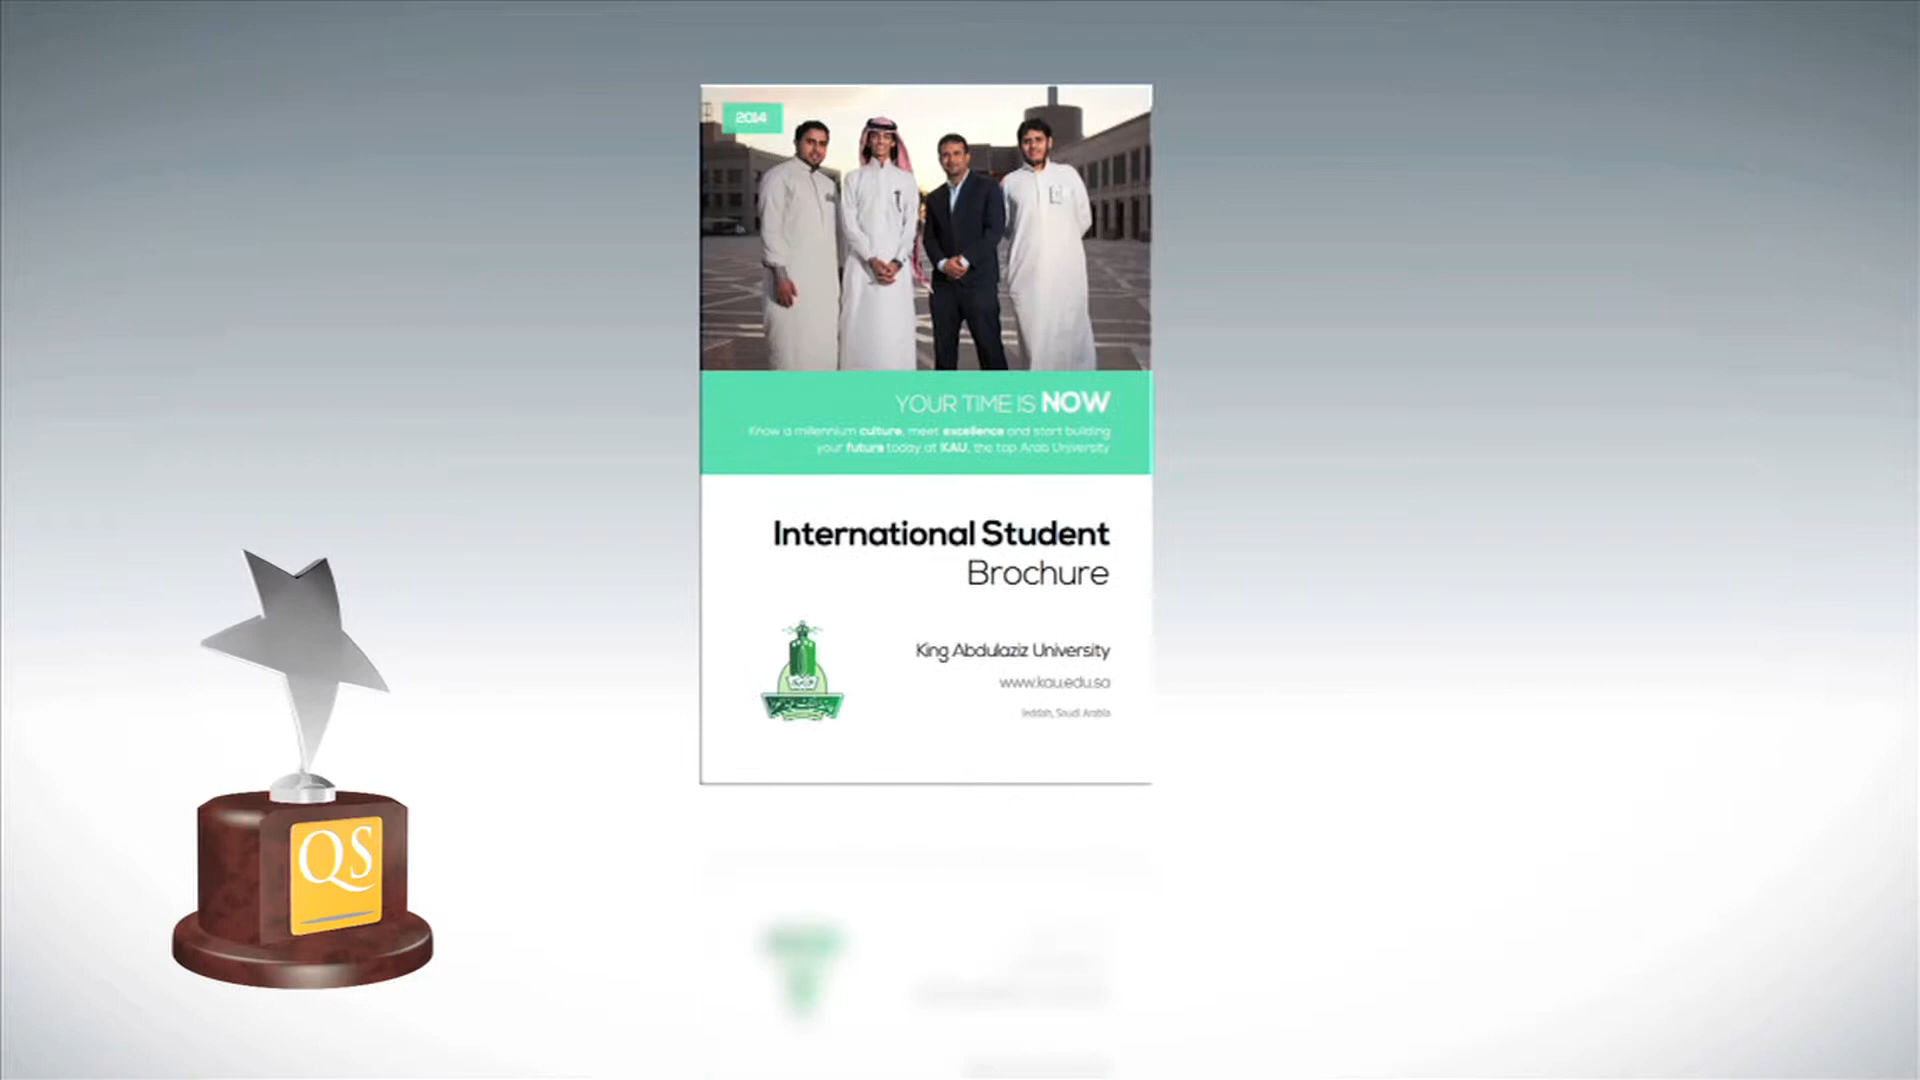 2014
YOUR TIME IS NOW
Know a millennium culture, meet excellence and start building
your future today at KAU, the top Arab University
International Student
Brochure
King Abdulaziz University
www.kau.edu.sa
Jeddah, Saudi Arabia
QS